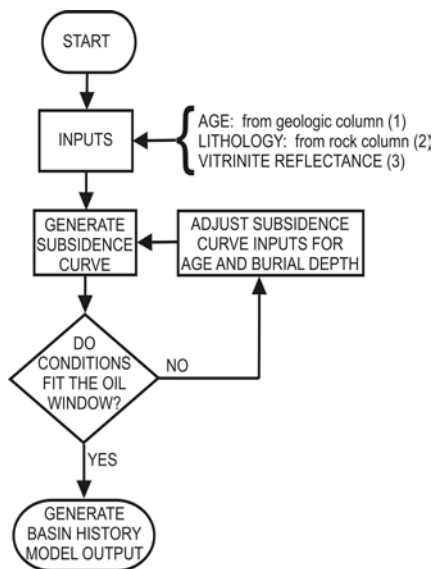 START
INPUTS
AGE: from geologic column (1)
LITHOLOGY: from rock column (2)
VITRINITE REFLECTANCE (3)
GENERATE
SUBSIDENCE
CURVE
ADJUST SUBSIDENCE
CURVE INPUTS FOR
AGE AND BURIAL DEPTH
DO
CONDITIONS
FIT THE OIL
WINDOW?
NO
YES
GENERATE
BASIN HISTORY
MODEL OUTPUT